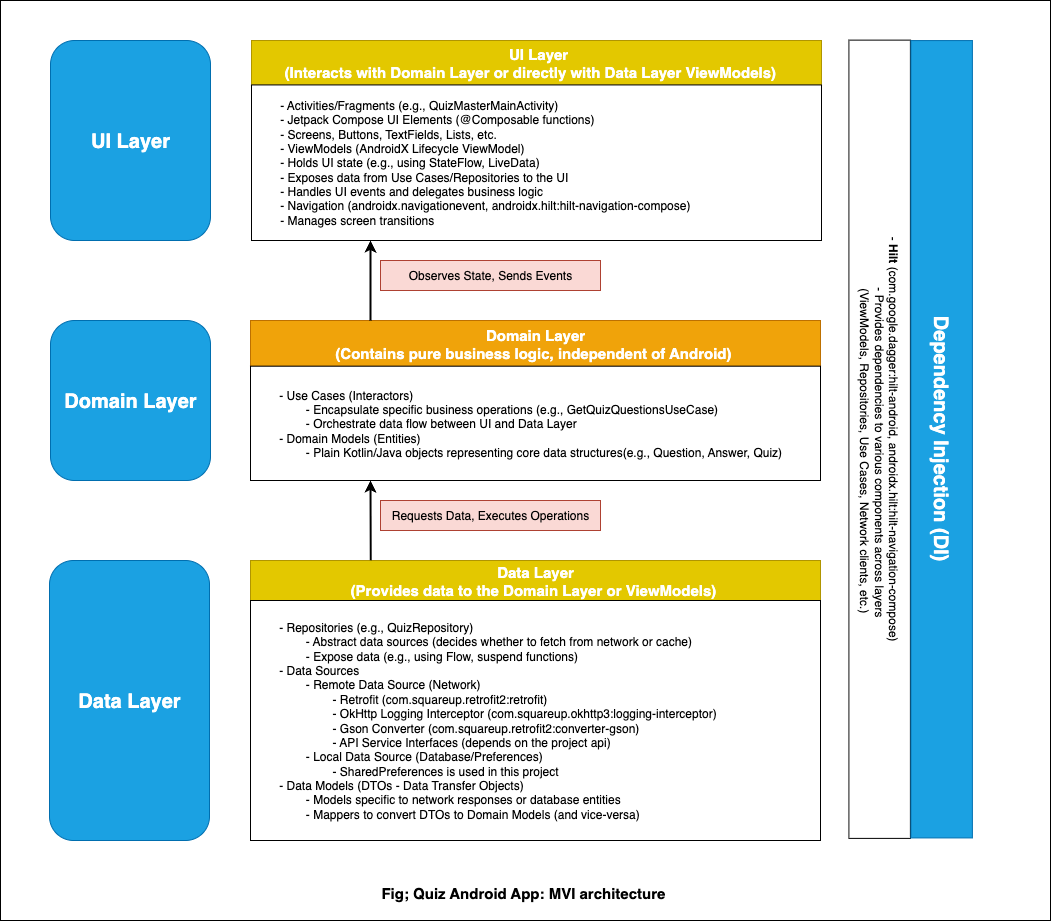 UI Layer
UI Layer
(Interacts with Domain Layer or directly with Data Layer ViewModels)
- Activities/Fragments (e.g., QuizMasterMainActivity)
- Jetpack Compose UI Elements (@Composable functions)
- Screens, Buttons, TextFields, Lists, etc.
- ViewModels (AndroidX Lifecycle ViewModel)
- Holds UI state (e.g., using StateFlow, LiveData)
- Exposes data from Use Cases/Repositories to the UI
- Handles UI events and delegates business logic
- Navigation (androidx.navigationevent, androidx.hilt:hilt-navigation-compose)
- Manages screen transitions
Observes State, Sends Events
Domain Layer
Domain Layer
(Contains pure business logic, independent of Android)
- Use Cases (Interactors)
- Encapsulate specific business operations (e.g., GetQuizQuestionsUseCase)
- Orchestrate data flow between UI and Data Layer
- Domain Models (Entities)
- Plain Kotlin/Java objects representing core data structures(e.g., Question, Answer, Quiz)
Requests Data, Executes Operations
Data Layer
Data Layer
(Provides data to the Domain Layer or ViewModels)
- Repositories (e.g., QuizRepository)
- Abstract data sources (decides whether to fetch from network or cache)
- Expose data (e.g., using Flow, suspend functions)
- Data Sources
- Remote Data Source (Network)
- Retrofit (com.squareup.retrofit2:retrofit)
- OkHttp Logging Interceptor (com.squareup.okhttp3:logging-interceptor)
- Gson Converter (com.squareup.retrofit2:converter-gson)
- API Service Interfaces (depends on the project api)
- Local Data Source (Database/Preferences)
- SharedPreferences is used in this project
- Data Models (DTOs - Data Transfer Objects)
- Models specific to network responses or database entities
- Mappers to convert DTOs to Domain Models (and vice-versa)
Dependency Injection (DI)
- Hilt (com.google.dagger:hilt-android, androidx.hilt:hilt-navigation-compose)
- Provides dependencies to various components across layers
(ViewModels, Repositories, Use Cases, Network clients, etc.)
Fig; Quiz Android App: MVI architecture